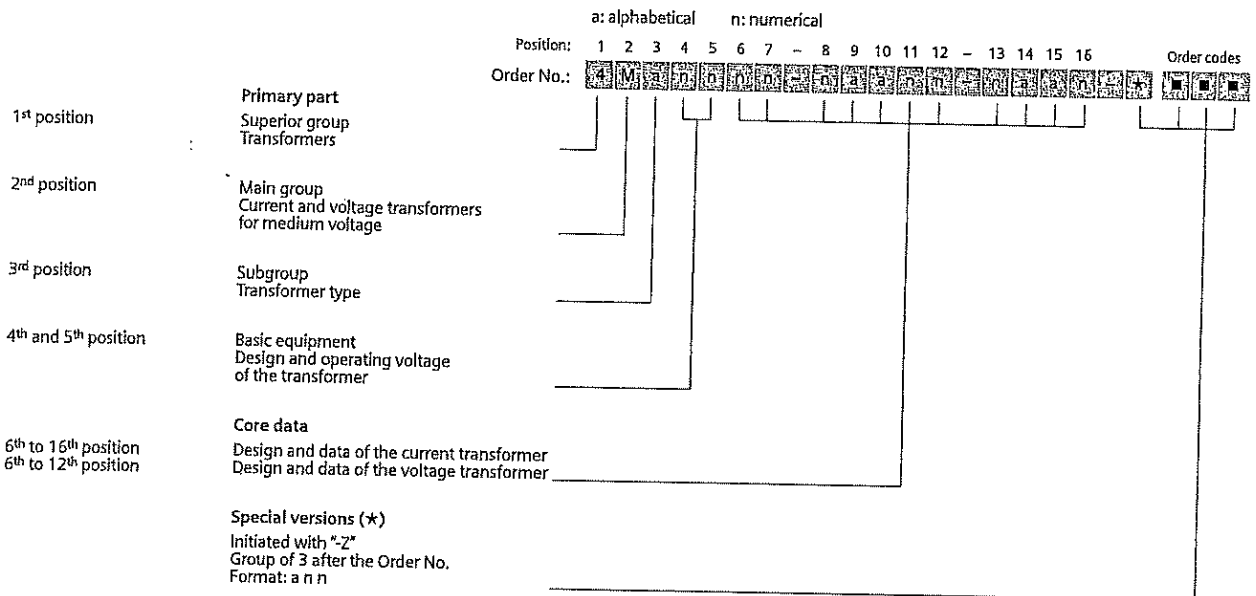 a: alphabetical n: numerical
Position: 1 2 3 4 5 6 7 – 8 9 10 11 12 – 13 14 15 16 Order codes
Order No.: 4 M a n n n n – n a a n n – a n – * ■ ■ ■
Primary part
1st position Superior group
Transformers
:
2nd position Main group
Current and voltage transformers
for medium voltage
3rd position Subgroup
Transformer type
4th and 5th position Basic equipment
Design and operating voltage
of the transformer
Core data
6th to 16th position Design and data of the current transformer
6th to 12th position Design and data of the voltage transformer
Special versions (★)
Initiated with "-Z"
Group of 3 after the Order No.
Format: a n n